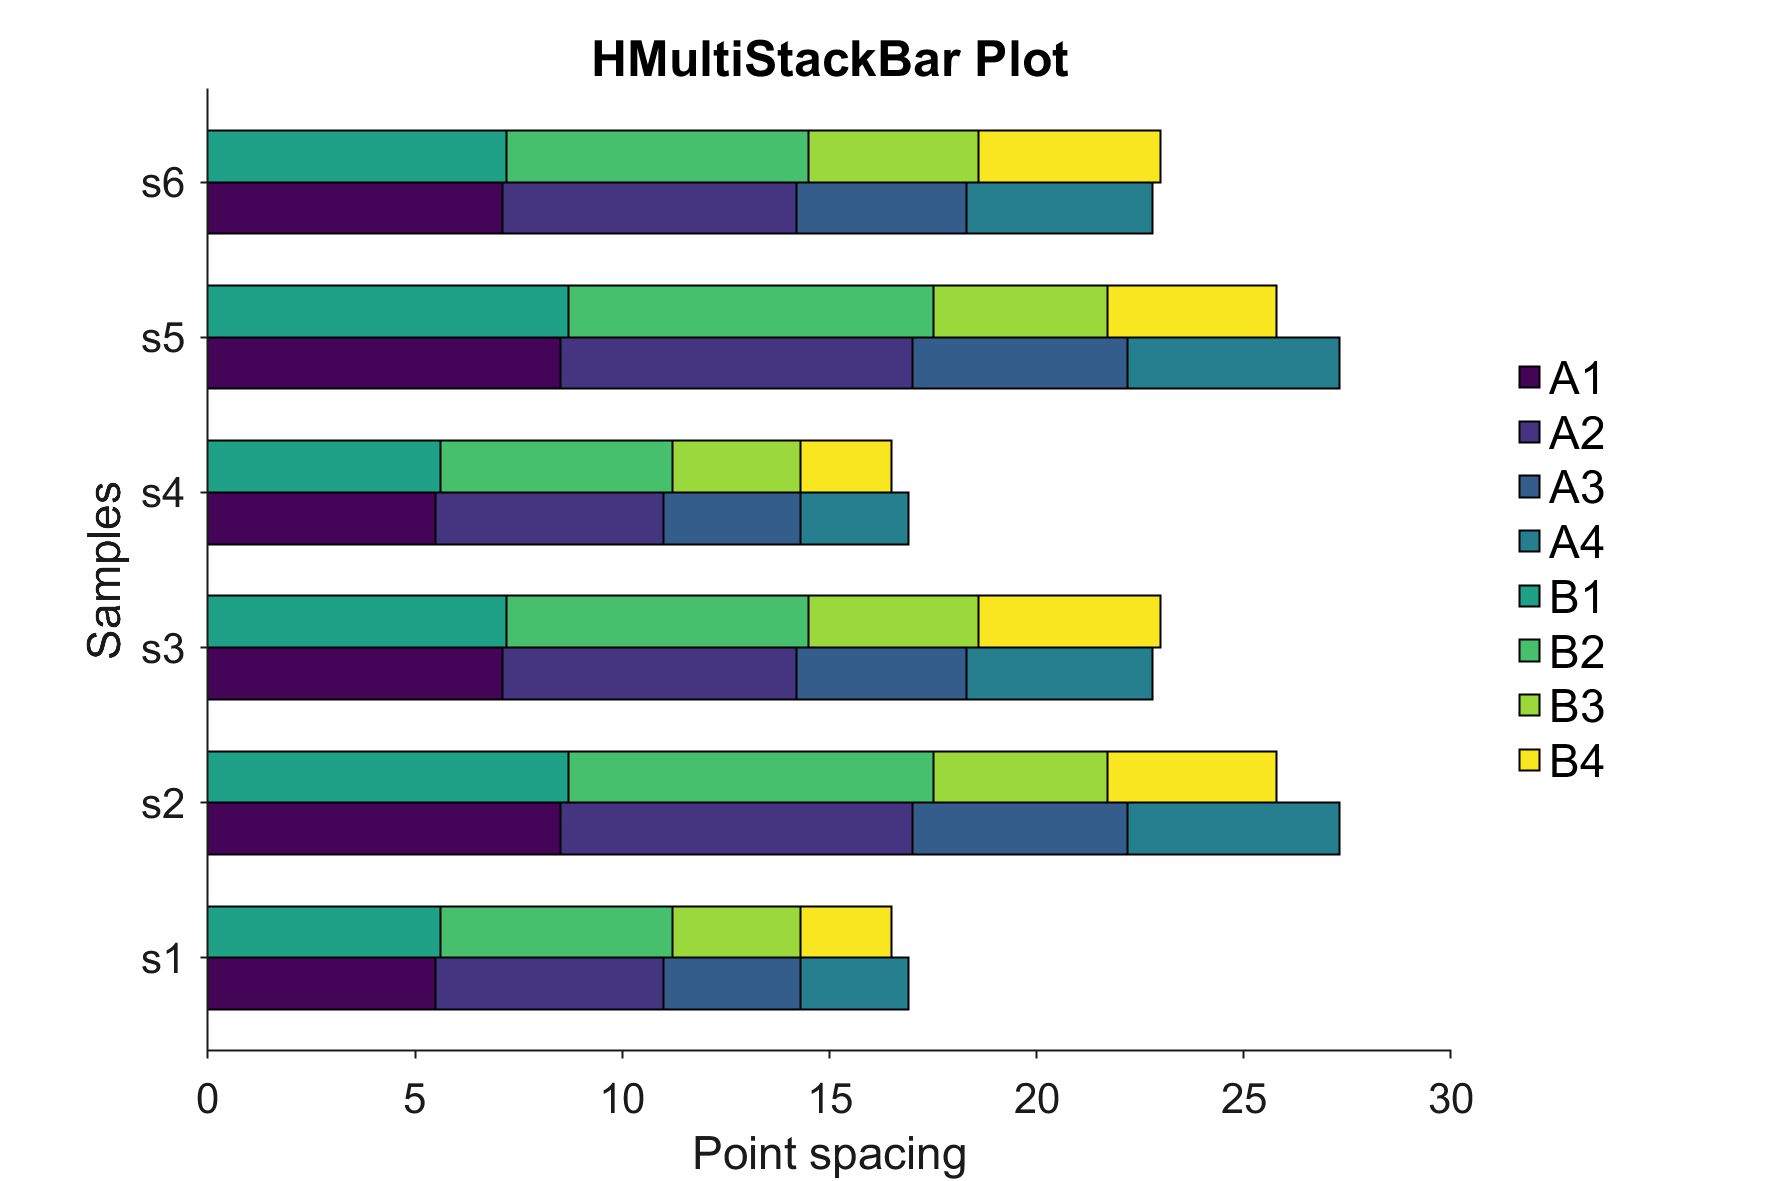 HMultiStackBar Plot
s6
s5
s4
s3
s2
s1
Samples
0 5 10 15 20 25 30
Point spacing
A1
A2
A3
A4
B1
B2
B3
B4